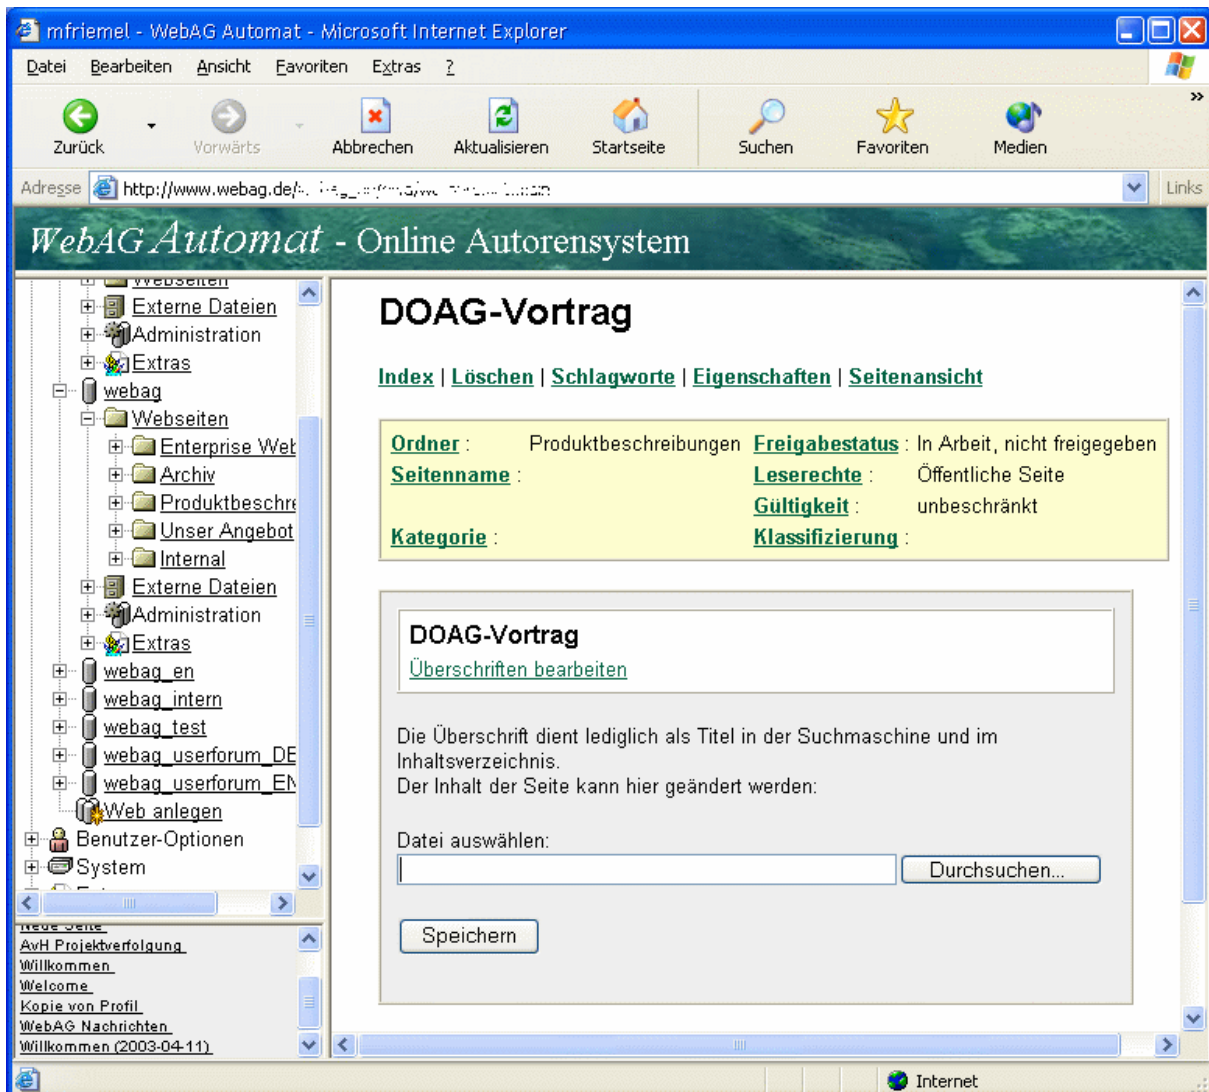 mfriemel - WebAG Automat - Microsoft Internet Explorer
Datei Bearbeiten Ansicht Favoriten Extras ?
Zurück Vorwärts Abbrechen Aktualisieren Startseite Suchen Favoriten Medien »
Adresse http://www.webag.de/ Links
WebAG Automat - Online Autorensystem
Webseiten
Externe Dateien
Administration
Extras
webag
Webseiten
Enterprise Web
Archiv
Produktbeschre
Unser Angebot
Internal
Externe Dateien
Administration
Extras
webag_en
webag_intern
webag_test
webag_userforum_DE
webag_userforum_EN
Web anlegen
Benutzer-Optionen
System
Neue Seite
AvH Projektverfolgung
Willkommen
Welcome
Kopie von Profil
WebAG Nachrichten
Willkommen (2003-04-11)
DOAG-Vortrag
Index | Löschen | Schlagworte | Eigenschaften | Seitenansicht
Ordner : Produktbeschreibungen Freigabestatus : In Arbeit, nicht freigegeben
Seitenname : Leserechte : Öffentliche Seite
Gültigkeit : unbeschränkt
Kategorie : Klassifizierung :
DOAG-Vortrag
Überschriften bearbeiten
Die Überschrift dient lediglich als Titel in der Suchmaschine und im
Inhaltsverzeichnis.
Der Inhalt der Seite kann hier geändert werden:
Datei auswählen:
Durchsuchen...
Speichern
Internet